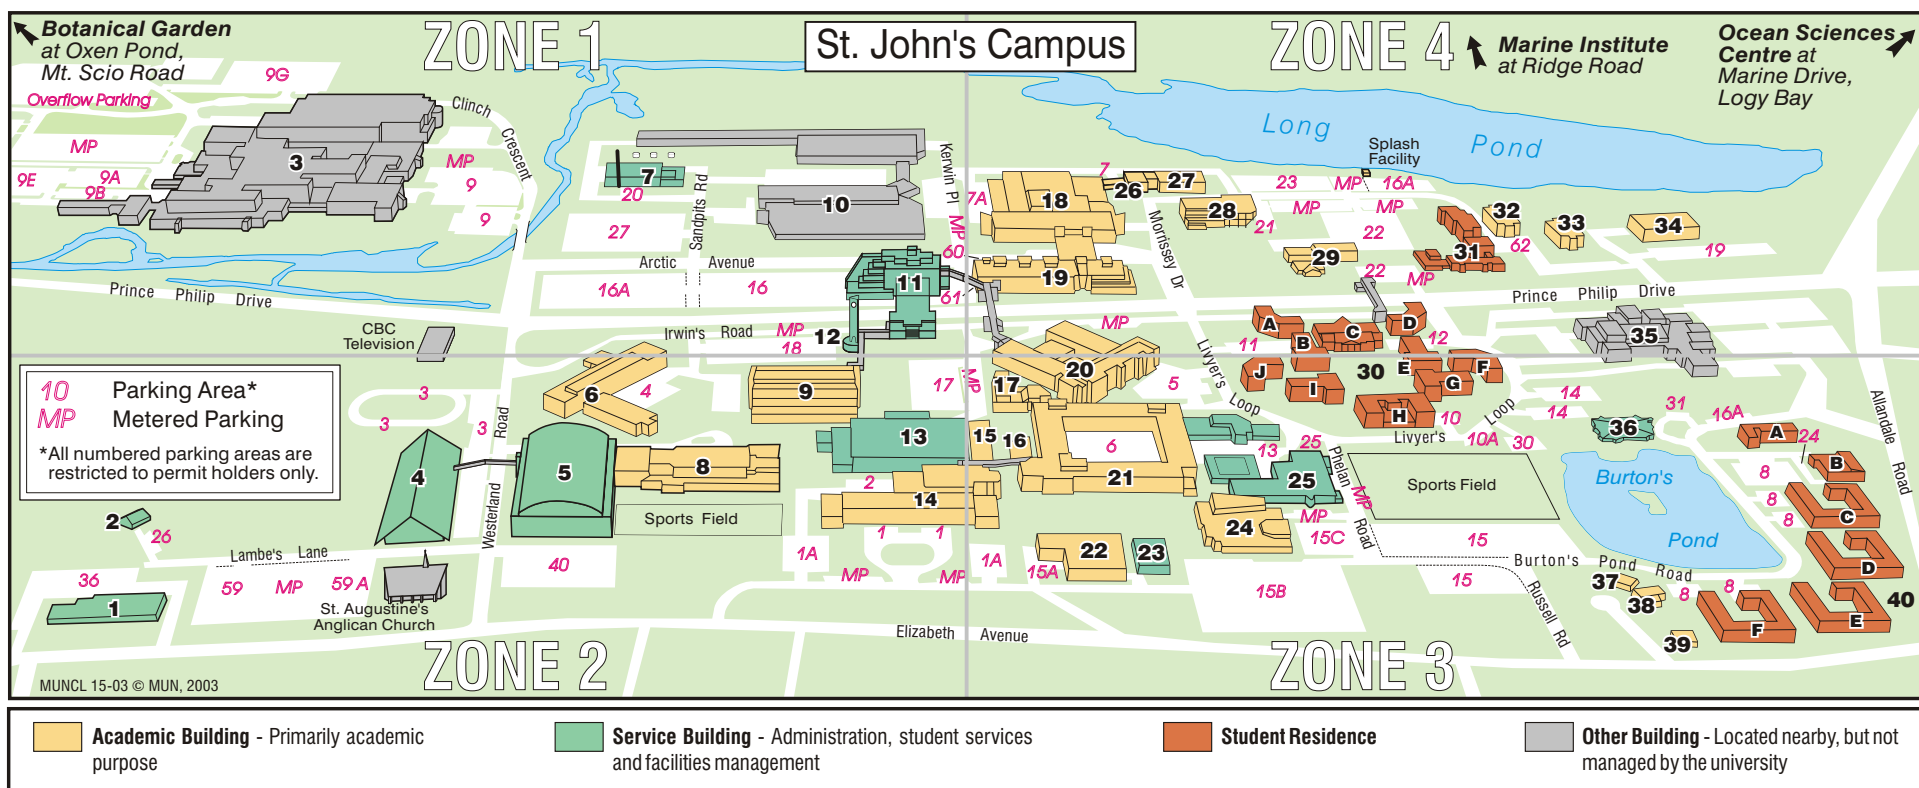 Botanical Garden
at Oxen Pond,
Mt. Scio Road
ZONE 1
St. John's Campus
ZONE 4
Marine Institute
at Ridge Road
Ocean Sciences
Centre at
Marine Drive,
Logy Bay
9G
Overflow Parking
Clinch
Crescent
MP
9E
9A
9B
3
MP
9
9
7
20
27
Sandpits Rd
10
Kerwin Pl
MP
7A
7
18
26
27
28
Long
Pond
Splash
Facility
23
MP
16A
MP
MP
21
22
29
22
MP
31
32
62
33
34
19
Morrissey Dr
Arctic
Avenue
16A
16
11
60
61
19
Prince Philip Drive
Prince Philip Drive
CBC
Television
Irwin's Road
MP
18
12
MP
11
A
B
C
D
12
35
10 Parking Area*
MP Metered Parking
*All numbered parking areas are
restricted to permit holders only.
3
3
3
Westerland
Road
6
4
9
17
MP
17
20
5
Livyer's
Loop
J
I
30
E
F
G
H
10
Livyer's
Loop
10A
30
14
14
31
16A
36
Allandale
Road
A
24
B
8
8
8
C
D
E
F
40
4
5
8
13
15
16
6
21
13
25
25
Phelan
Road
MP
Sports Field
Burton's
Pond
2
26
Lambe's Lane
Sports Field
2
14
1
1
1A
1A
MP
MP
15A
22
23
24
MP
15C
15
15
15B
Burton's Pond Road
Russell Rd
37
38
39
8
8
36
1
59
MP
59 A
St. Augustine's
Anglican Church
40
Elizabeth Avenue
ZONE 2
ZONE 3
MUNCL 15-03 © MUN, 2003
Academic Building - Primarily academic
purpose
Service Building - Administration, student services
and facilities management
Student Residence
Other Building - Located nearby, but not
managed by the university